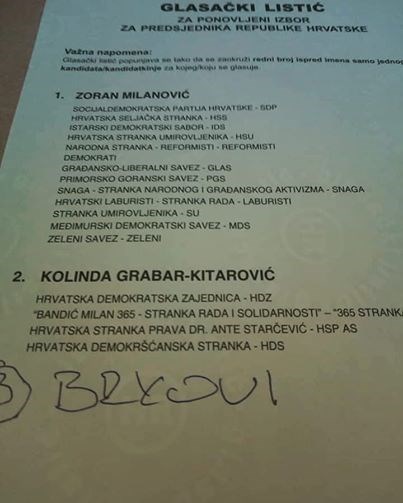 GLASAČKI LISTIĆ
ZA PONOVLJENI IZBOR
ZA PREDSJEDNIKA REPUBLIKE HRVATSKE
Važna napomena:
Glasački listić popunjava se tako da se zaokruži redni broj ispred imena samo jednog
kandidata/kandidatkinje za kojeg/koju se glasuje.
1. ZORAN MILANOVIĆ
SOCIJALDEMOKRATSKA PARTIJA HRVATSKE - SDP
HRVATSKA SELJAČKA STRANKA - HSS
ISTARSKI DEMOKRATSKI SABOR - IDS
HRVATSKA STRANKA UMIROVLJENIKA - HSU
NARODNA STRANKA - REFORMISTI - REFORMISTI
DEMOKRATI
GRAĐANSKO-LIBERALNI SAVEZ - GLAS
PRIMORSKO GORANSKI SAVEZ - PGS
SNAGA - STRANKA NARODNOG I GRAĐANSKOG AKTIVIZMA - SNAGA
HRVATSKI LABURISTI - STRANKA RADA - LABURISTI
STRANKA UMIROVLJENIKA - SU
MEĐIMURSKI DEMOKRATSKI SAVEZ - MDS
ZELENI SAVEZ - ZELENI
2. KOLINDA GRABAR-KITAROVIĆ
HRVATSKA DEMOKRATSKA ZAJEDNICA - HDZ
"BANDIĆ MILAN 365 - STRANKA RADA I SOLIDARNOSTI" – "365 STRANKA
HRVATSKA STRANKA PRAVA DR. ANTE STARČEVIĆ - HSP AS
HRVATSKA DEMOKRŠĆANSKA STRANKA - HDS
3) BRKOVI